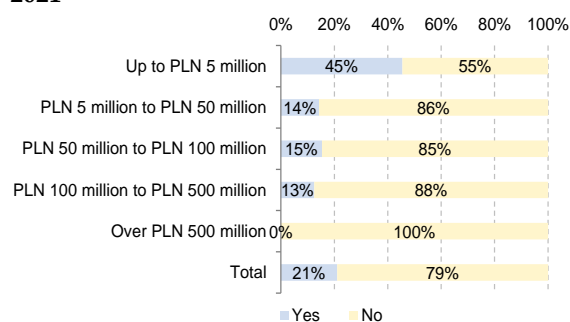 0% 20% 40% 60% 80% 100%
Up to PLN 5 million 45% 55%
PLN 5 million to PLN 50 million 14% 86%
PLN 50 million to PLN 100 million 15% 85%
PLN 100 million to PLN 500 million 13% 88%
Over PLN 500 million 0% 100%
Total 21% 79%
Yes No